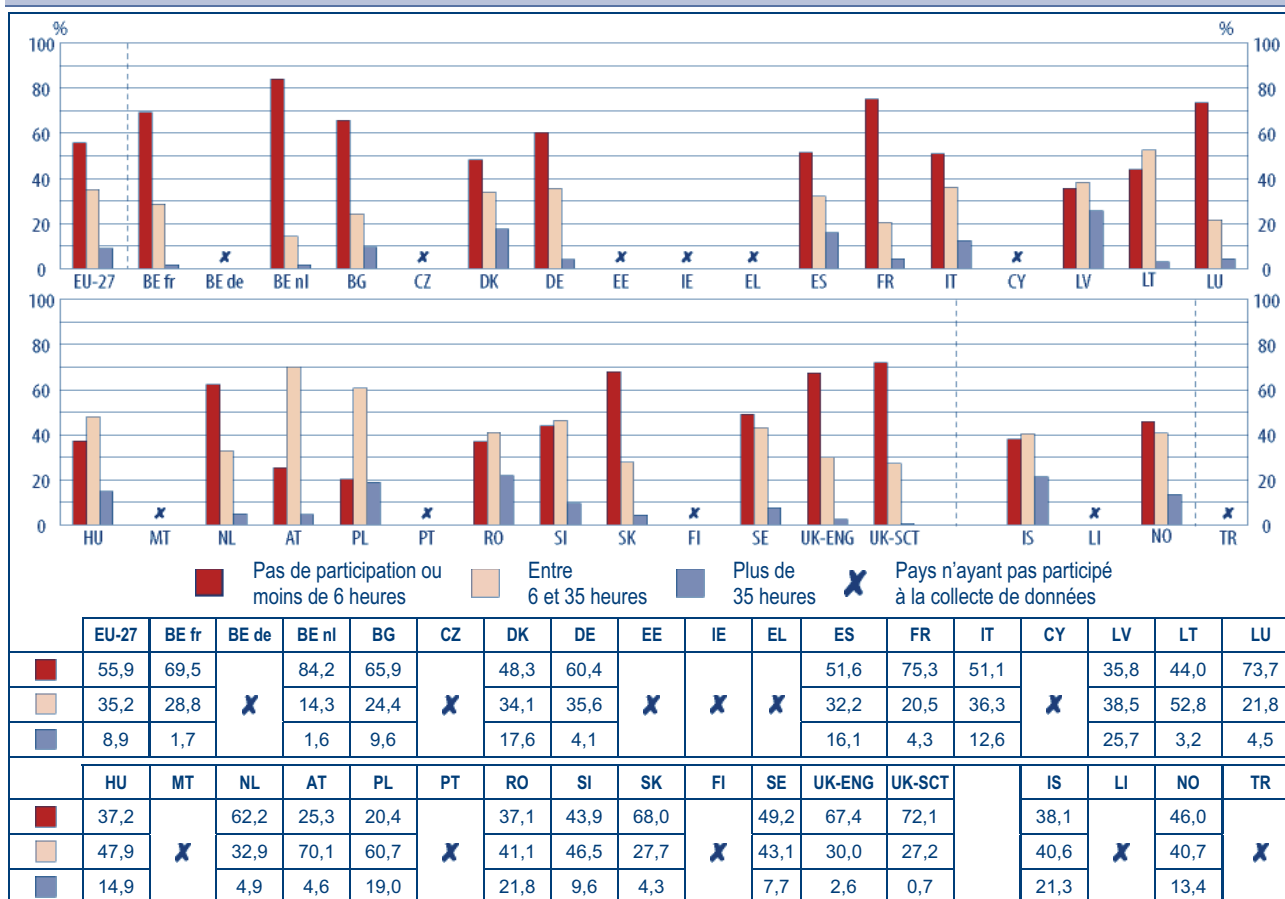 % %
100 100
80 80
60 60
40 40
20 20
0 0
EU-27 BE fr BE de BE nl BG CZ DK DE EE IE EL ES FR IT CY LV LT LU
100 100
80 80
60 60
40 40
20 20
0 0
HU MT NL AT PL PT RO SI SK FI SE UK-ENG UK-SCT IS LI NO TR
Pas de participation ou moins de 6 heures
Entre 6 et 35 heures
Plus de 35 heures
✗ Pays n'ayant pas participé à la collecte de données
EU-27 BE fr BE de BE nl BG CZ DK DE EE IE EL ES FR IT CY LV LT LU
55,9 69,5 84,2 65,9 48,3 60,4 51,6 75,3 51,1 35,8 44,0 73,7
35,2 28,8 ✗ 14,3 24,4 ✗ 34,1 35,6 ✗ ✗ ✗ 32,2 20,5 36,3 ✗ 38,5 52,8 21,8
8,9 1,7 1,6 9,6 17,6 4,1 16,1 4,3 12,6 25,7 3,2 4,5
HU MT NL AT PL PT RO SI SK FI SE UK-ENG UK-SCT IS LI NO TR
37,2 62,2 25,3 20,4 37,1 43,9 68,0 49,2 67,4 72,1 38,1 46,0
47,9 ✗ 32,9 70,1 60,7 ✗ 41,1 46,5 27,7 ✗ 43,1 30,0 27,2 40,6 ✗ 40,7 ✗
14,9 4,9 4,6 19,0 21,8 9,6 4,3 7,7 2,6 0,7 21,3 13,4